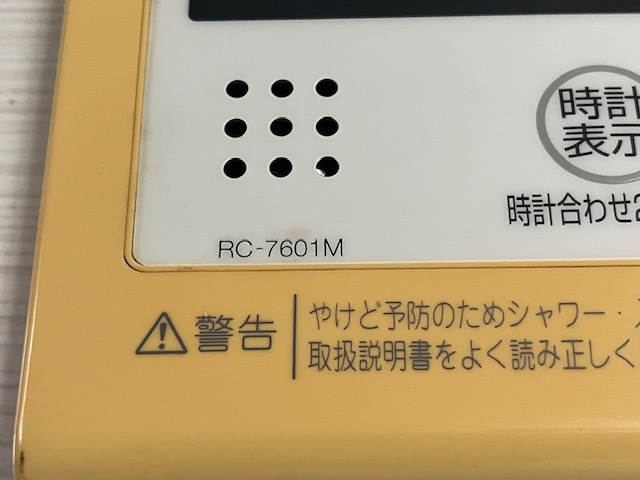 時計
表示
時計合わせ2
RC-7601M
警告
やけど予防のためシャワー・
取扱説明書をよく読み正しく